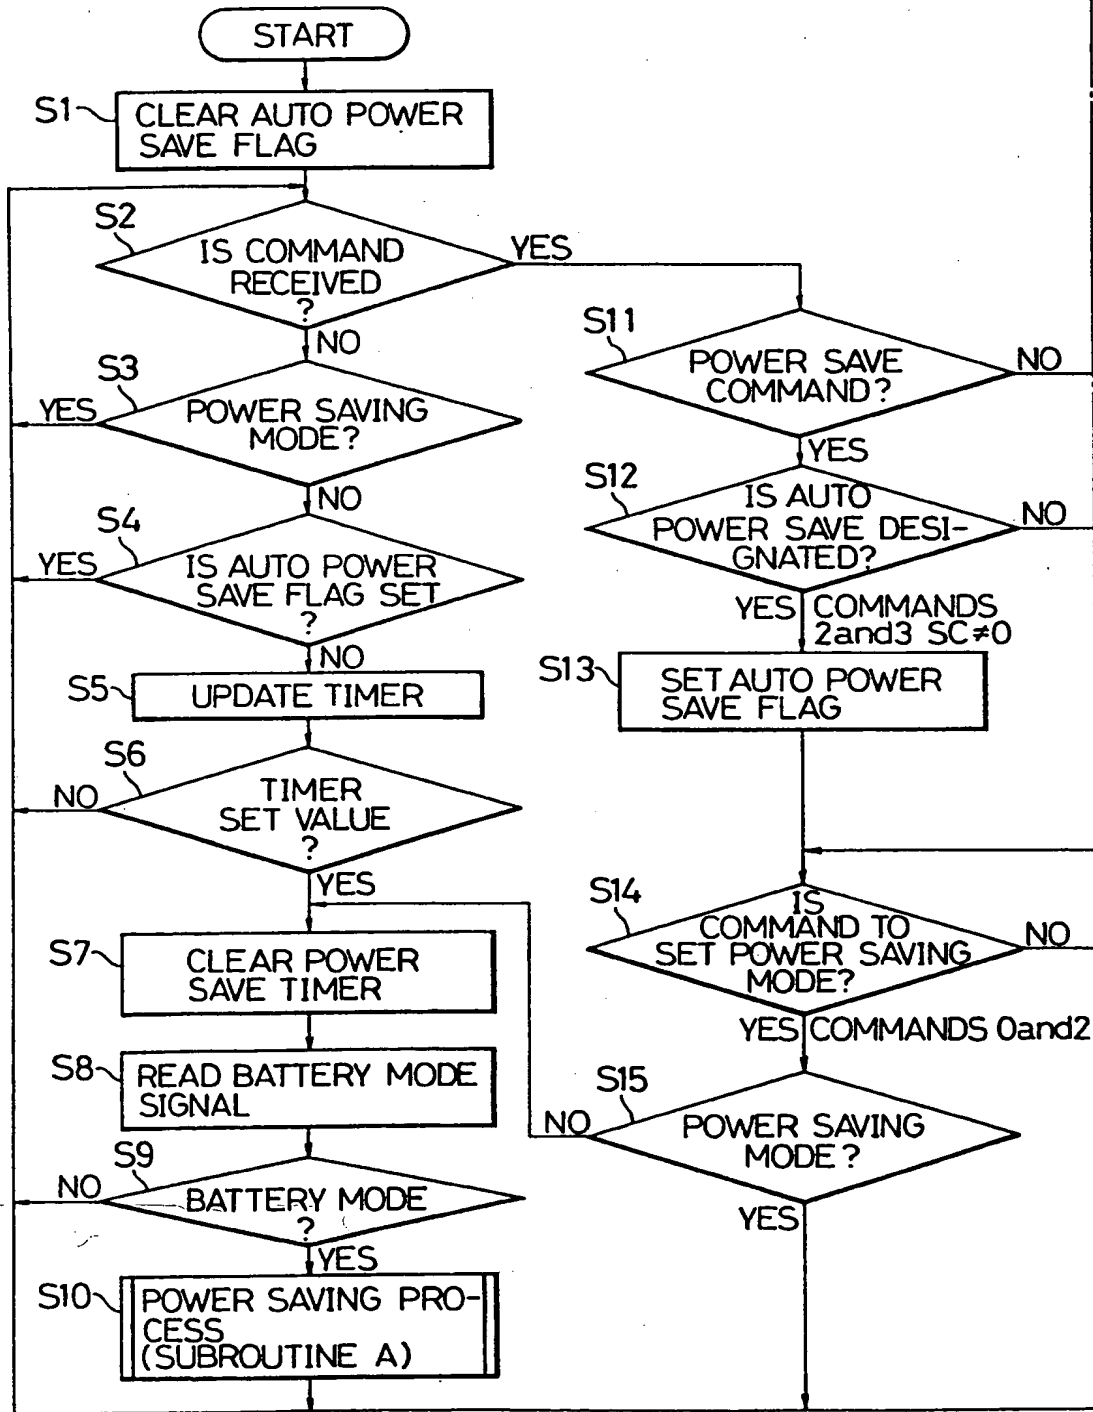 START
S1
CLEAR AUTO POWER
SAVE FLAG
S2
IS COMMAND
RECEIVED
?
YES
NO
S3
POWER SAVING
MODE?
YES
NO
S4
IS AUTO POWER
SAVE FLAG SET
?
YES
NO
S5
UPDATE TIMER
S6
TIMER
SET VALUE
?
NO
YES
S7
CLEAR POWER
SAVE TIMER
S8
READ BATTERY MODE
SIGNAL
S9
BATTERY MODE
?
NO
YES
S10
POWER SAVING PRO-
CESS
(SUBROUTINE A)
S11
POWER SAVE
COMMAND?
NO
YES
S12
IS AUTO
POWER SAVE DESI-
GNATED?
NO
YES COMMANDS
2and3 SC≠0
S13
SET AUTO POWER
SAVE FLAG
S14
IS
COMMAND TO
SET POWER SAVING
MODE?
NO
YES COMMANDS 0and2
S15
POWER SAVING
MODE?
NO
YES